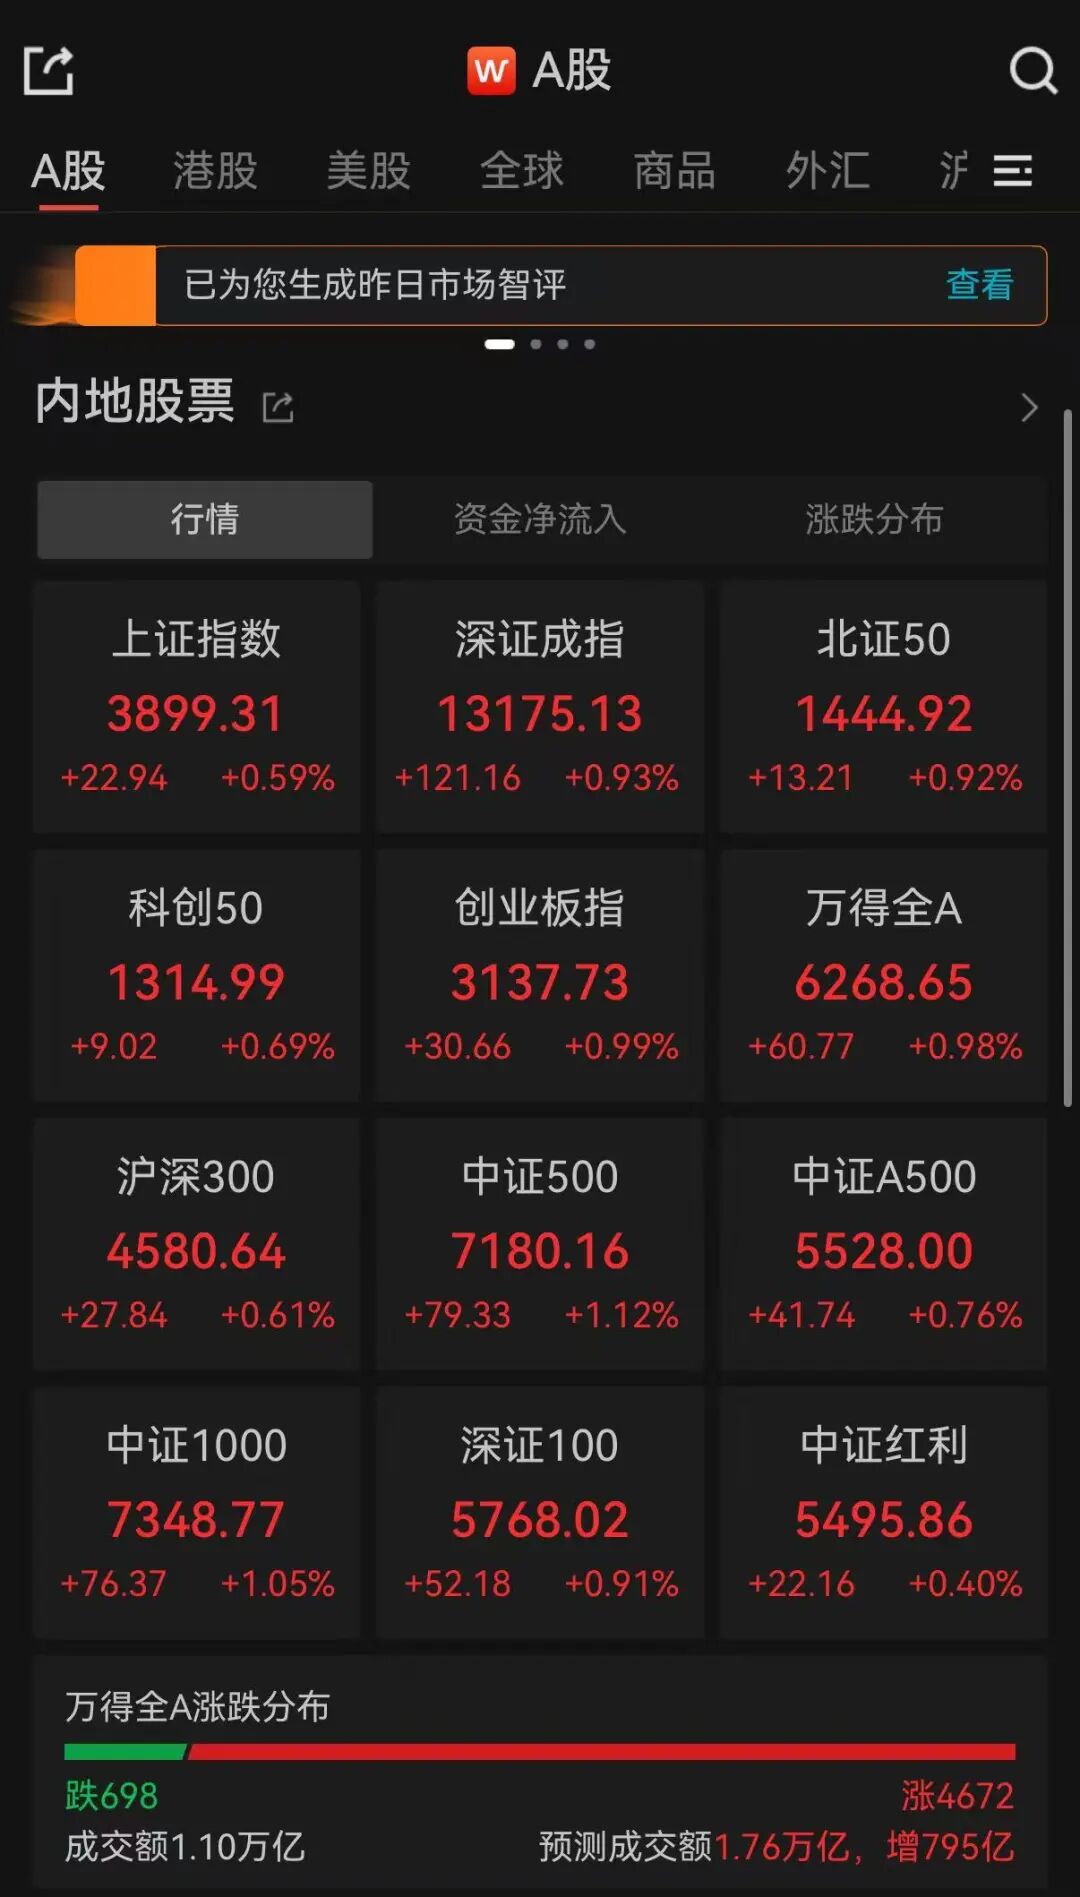 W A股
A股 港股 美股 全球 商品 外汇
已为您生成昨日市场智评 查看
内地股票
行情 资金净流入 涨跌分布
上证指数 深证成指 北证50
3899.31 13175.13 1444.92
+22.94 +0.59% +121.16 +0.93% +13.21 +0.92%
科创50 创业板指 万得全A
1314.99 3137.73 6268.65
+9.02 +0.69% +30.66 +0.99% +60.77 +0.98%
沪深300 中证500 中证A500
4580.64 7180.16 5528.00
+27.84 +0.61% +79.33 +1.12% +41.74 +0.76%
中证1000 深证100 中证红利
7348.77 5768.02 5495.86
+76.37 +1.05% +52.18 +0.91% +22.16 +0.40%
万得全A涨跌分布
跌698 涨4672
成交额1.10万亿 预测成交额1.76万亿，增795亿